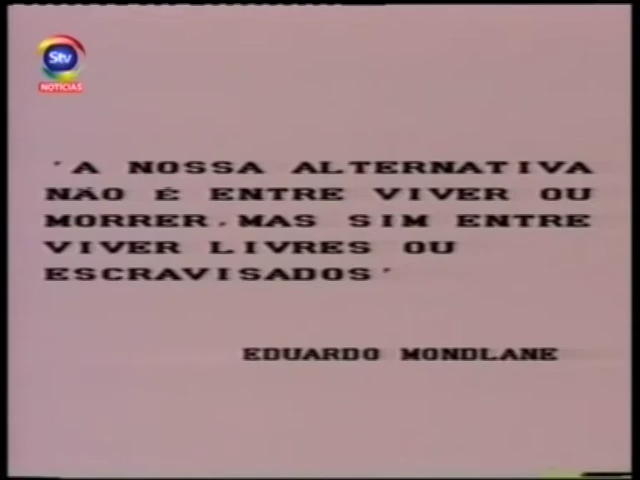 Stv
NOTÍCIAS
'A NOSSA ALTERNATIVA
NÃO É ENTRE VIVER OU
MORRER, MAS SIM ENTRE
VIVER LIVRES OU
ESCRAVISADOS'
EDUARDO MONDLANE